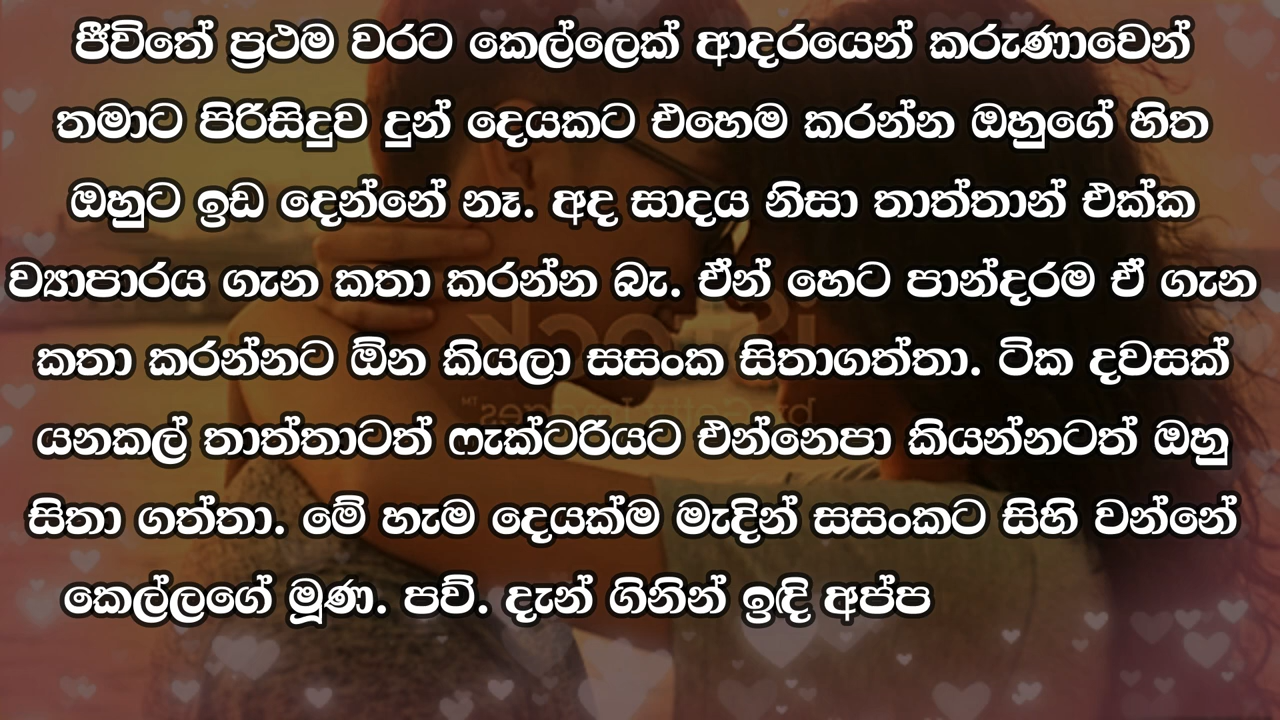 ජීවිතේ ප්‍රථම වරට කෙල්ලෙක් ආදරයෙන් කරුණාවෙන්
තමාට පිරිසිදුව දුන් දෙයකට එහෙම කරන්න ඔහුගේ හිත
ඔහුට ඉඩ දෙන්නේ නෑ. අද සාදය නිසා තාත්තාත් එක්ක
ව්‍යාපාරය ගැන කතා කරන්න බැ. ඒත් හෙට පාන්දරම ඒ ගැන
කතා කරන්නට ඕන කියලා සසංක සිතාගත්තා. ටික දවසක්
යනකල් තාත්තාටත් ෆැක්ටරියට එන්නෙපා කියන්නටත් ඔහු
සිතා ගත්තා. මේ හැම දෙයක්ම මැදින් සසංකට සිහි වන්නේ
කෙල්ලගේ මූණ. පව්. දැන් ගිනින් ඉඳි අප්ප